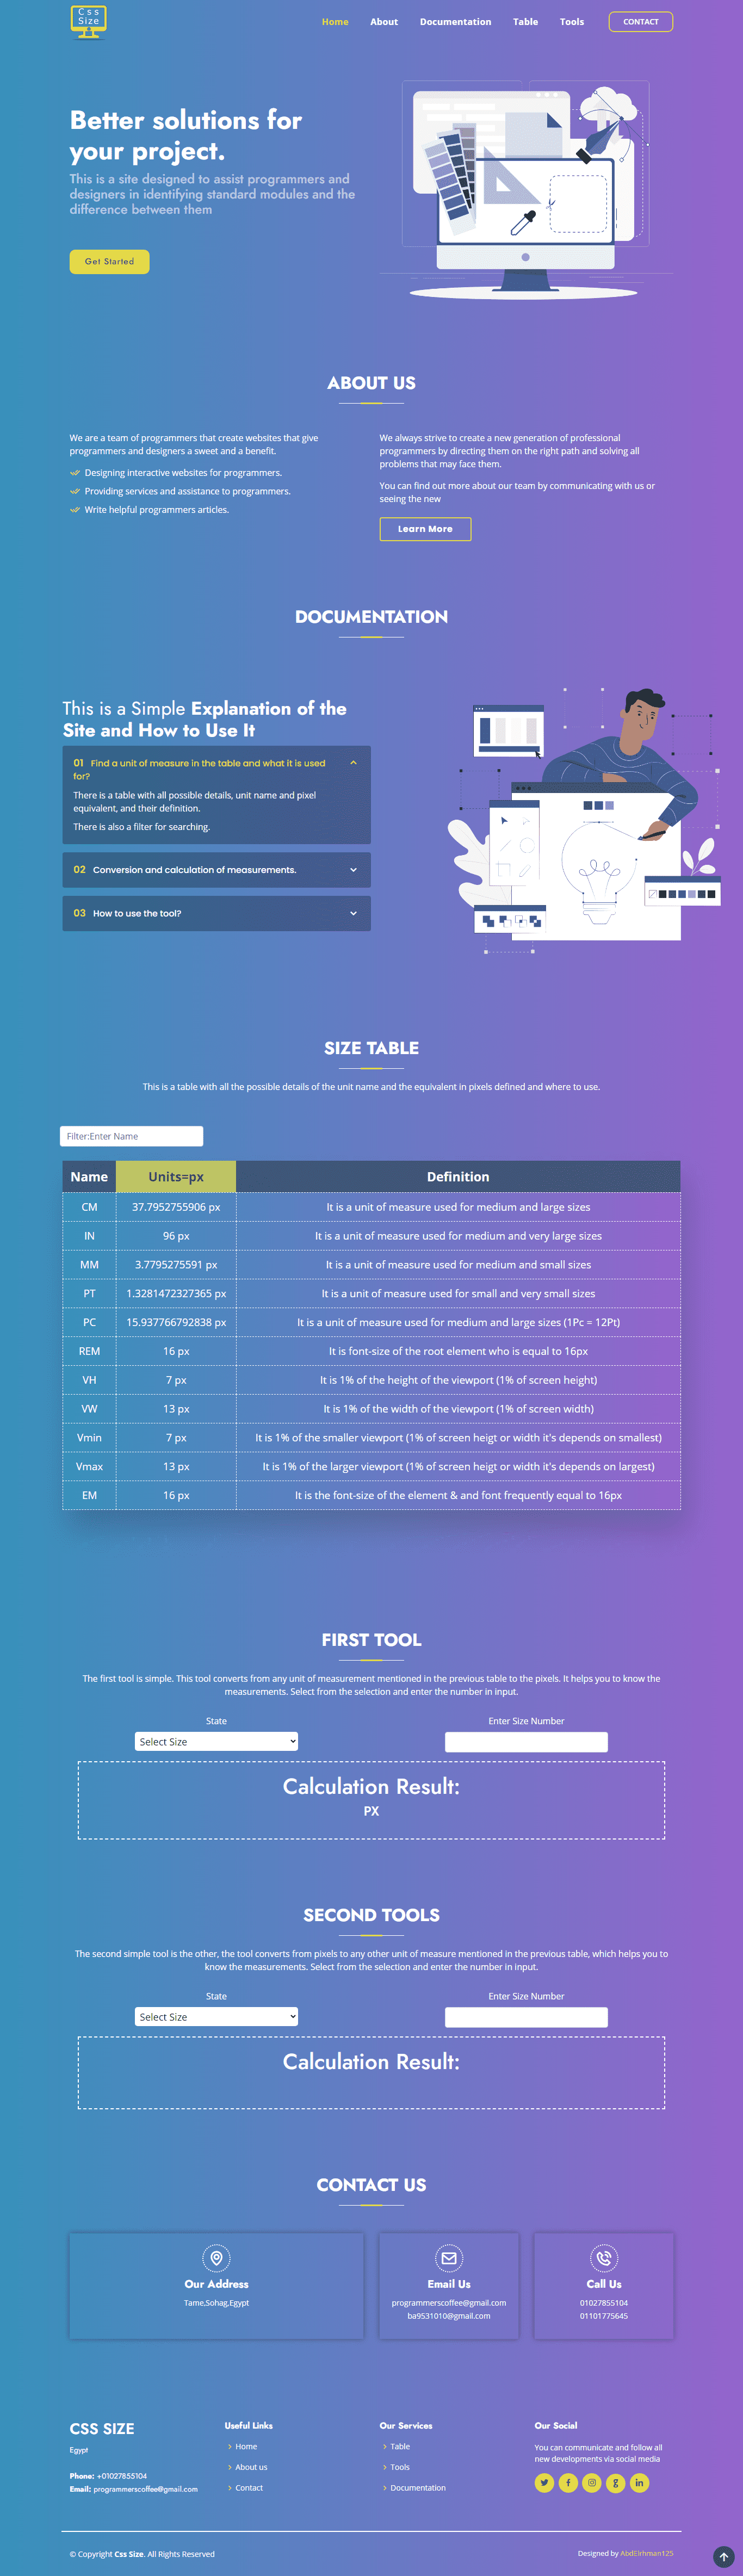 Css
Size
Home
About
Documentation
Table
Tools
CONTACT
Better solutions for
your project.
This is a site designed to assist programmers and
designers in identifying standard modules and the
difference between them
Get Started
ABOUT US
We are a team of programmers that create websites that give
programmers and designers a sweet and a benefit.
Designing interactive websites for programmers.
Providing services and assistance to programmers.
Write helpful programmers articles.
We always strive to create a new generation of professional
programmers by directing them on the right path and solving all
problems that may face them.
You can find out more about our team by communicating with us or
seeing the new
Learn More
DOCUMENTATION
This is a Simple Explanation of the
Site and How to Use It
01 Find a unit of measure in the table and what it is used
for?
There is a table with all possible details, unit name and pixel
equivalent, and their definition.
There is also a filter for searching.
02 Conversion and calculation of measurements.
03 How to use the tool?
SIZE TABLE
This is a table with all the possible details of the unit name and the equivalent in pixels defined and where to use.
Filter:Enter Name
Name Units=px Definition
CM 37.7952755906 px It is a unit of measure used for medium and large sizes
IN 96 px It is a unit of measure used for medium and very large sizes
MM 3.7795275591 px It is a unit of measure used for medium and small sizes
PT 1.3281472327365 px It is a unit of measure used for small and very small sizes
PC 15.937766792838 px It is a unit of measure used for medium and large sizes (1Pc = 12Pt)
REM 16 px It is font-size of the root element who is equal to 16px
VH 7 px It is 1% of the height of the viewport (1% of screen height)
VW 13 px It is 1% of the width of the viewport (1% of screen width)
Vmin 7 px It is 1% of the smaller viewport (1% of screen heigt or width it's depends on smallest)
Vmax 13 px It is 1% of the larger viewport (1% of screen heigt or width it's depends on largest)
EM 16 px It is the font-size of the element & and font frequently equal to 16px
FIRST TOOL
The first tool is simple. This tool converts from any unit of measurement mentioned in the previous table to the pixels. It helps you to know the
measurements. Select from the selection and enter the number in input.
State
Select Size
Enter Size Number
Calculation Result:
PX
SECOND TOOLS
The second simple tool is the other, the tool converts from pixels to any other unit of measure mentioned in the previous table, which helps you to
know the measurements. Select from the selection and enter the number in input.
State
Select Size
Enter Size Number
Calculation Result:
CONTACT US
Our Address
Tame,Sohag,Egypt
Email Us
programmerscoffee@gmail.com
ba9531010@gmail.com
Call Us
01027855104
01101775645
CSS SIZE
Egypt
Phone: +01027855104
Email: programmerscoffee@gmail.com
Useful Links
Home
About us
Contact
Our Services
Table
Tools
Documentation
Our Social
You can communicate and follow all
new developments via social media
© Copyright Css Size. All Rights Reserved
Designed by AbdElrhman125